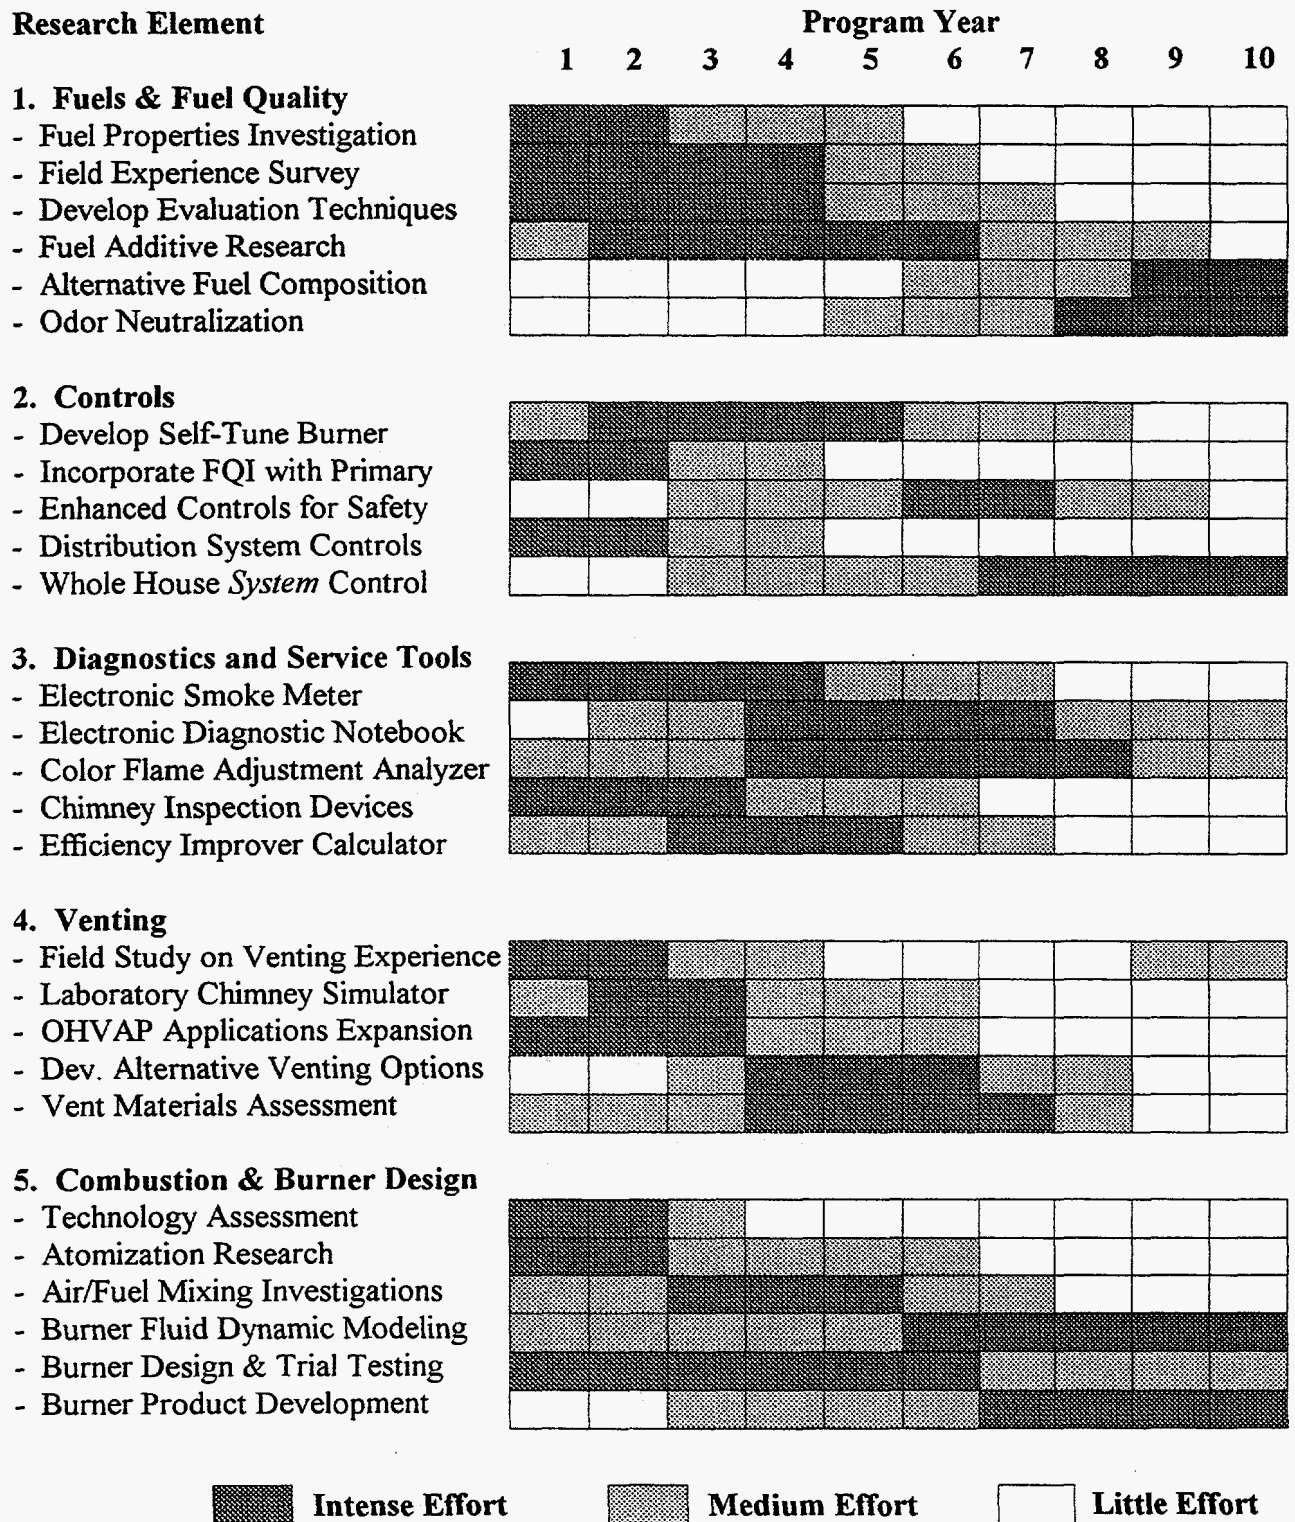 Research Element Program Year
1 2 3 4 5 6 7 8 9 10
1. Fuels & Fuel Quality
- Fuel Properties Investigation
- Field Experience Survey
- Develop Evaluation Techniques
- Fuel Additive Research
- Alternative Fuel Composition
- Odor Neutralization
2. Controls
- Develop Self-Tune Burner
- Incorporate FQI with Primary
- Enhanced Controls for Safety
- Distribution System Controls
- Whole House System Control
3. Diagnostics and Service Tools
- Electronic Smoke Meter
- Electronic Diagnostic Notebook
- Color Flame Adjustment Analyzer
- Chimney Inspection Devices
- Efficiency Improver Calculator
4. Venting
- Field Study on Venting Experience
- Laboratory Chimney Simulator
- OHVAP Applications Expansion
- Dev. Alternative Venting Options
- Vent Materials Assessment
5. Combustion & Burner Design
- Technology Assessment
- Atomization Research
- Air/Fuel Mixing Investigations
- Burner Fluid Dynamic Modeling
- Burner Design & Trial Testing
- Burner Product Development
Intense Effort Medium Effort Little Effort